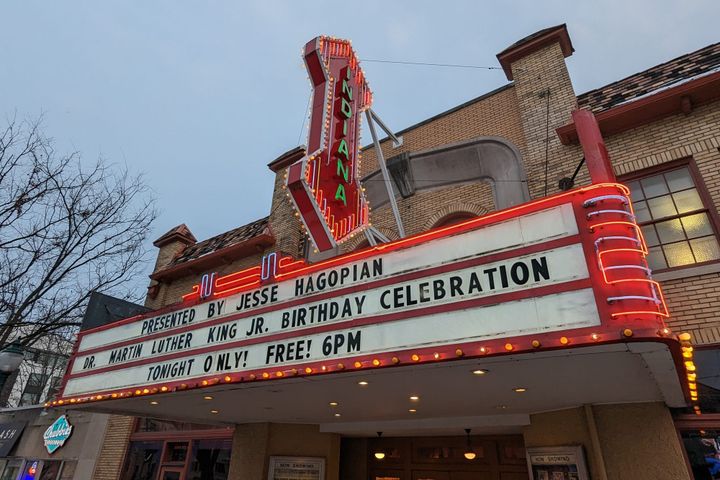 INDIANA
PRESENTED BY JESSE HAGOPIAN
DR. MARTIN LUTHER KING JR. BIRTHDAY CELEBRATION
TONIGHT ONLY! FREE! 6PM
NOW SHOWING
NOW SHOWING